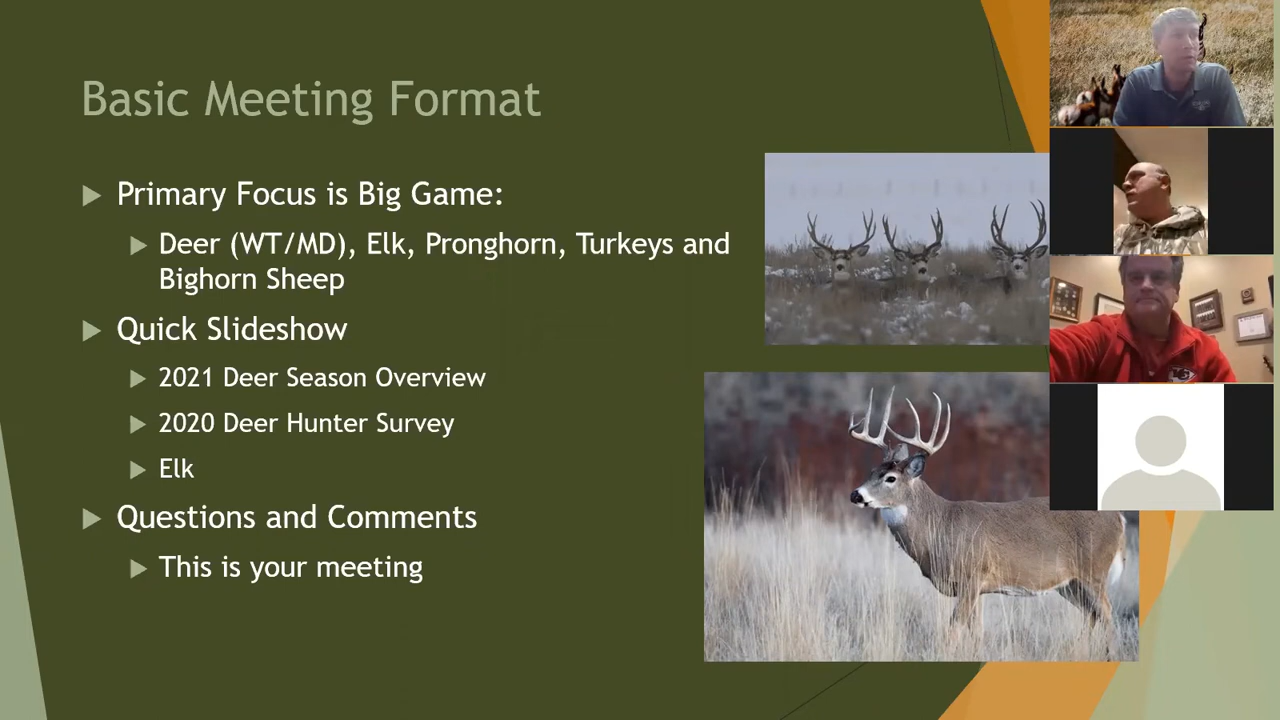 Basic Meeting Format
Primary Focus is Big Game:
Deer (WT/MD), Elk, Pronghorn, Turkeys and
Bighorn Sheep
Quick Slideshow
2021 Deer Season Overview
2020 Deer Hunter Survey
Elk
Questions and Comments
This is your meeting